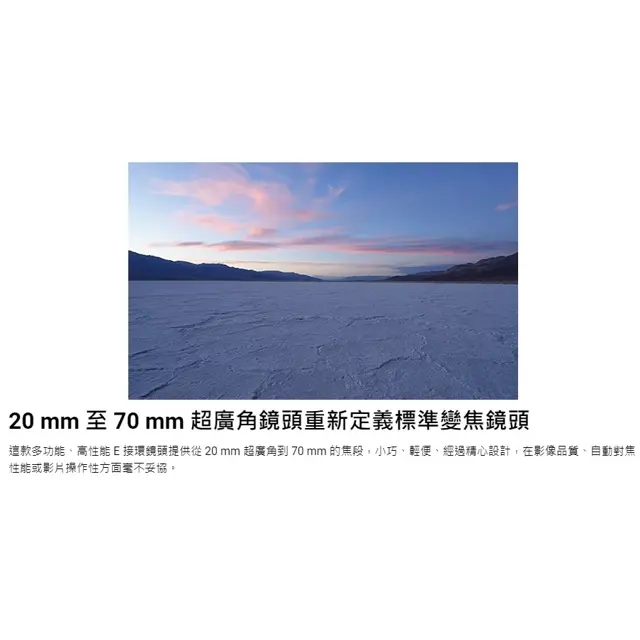 20 mm 至 70 mm 超廣角鏡頭重新定義標準變焦鏡頭
這款多功能、高性能 E 接環鏡頭提供從 20 mm 超廣角到 70 mm 的焦段，小巧、輕便、經過精心設計，在影像品質、自動對焦
性能或影片操作性方面毫不妥協。